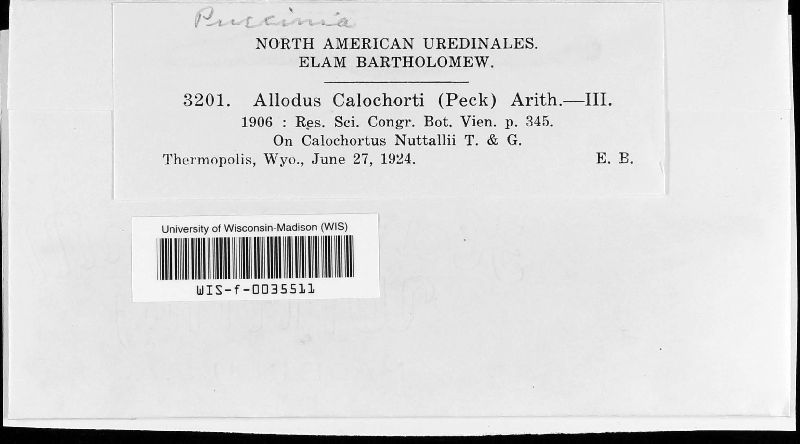 Puccinia
NORTH AMERICAN UREDINALES.
ELAM BARTHOLOMEW.
3201. Allodus Calochorti (Peck) Arith.—III.
1906 : Res. Sci. Congr. Bot. Vien. p. 345.
On Calochortus Nuttallii T. & G.
Thermopolis, Wyo., June 27, 1924. E. B.
University of Wisconsin-Madison (WIS)
WIS-f-0035511